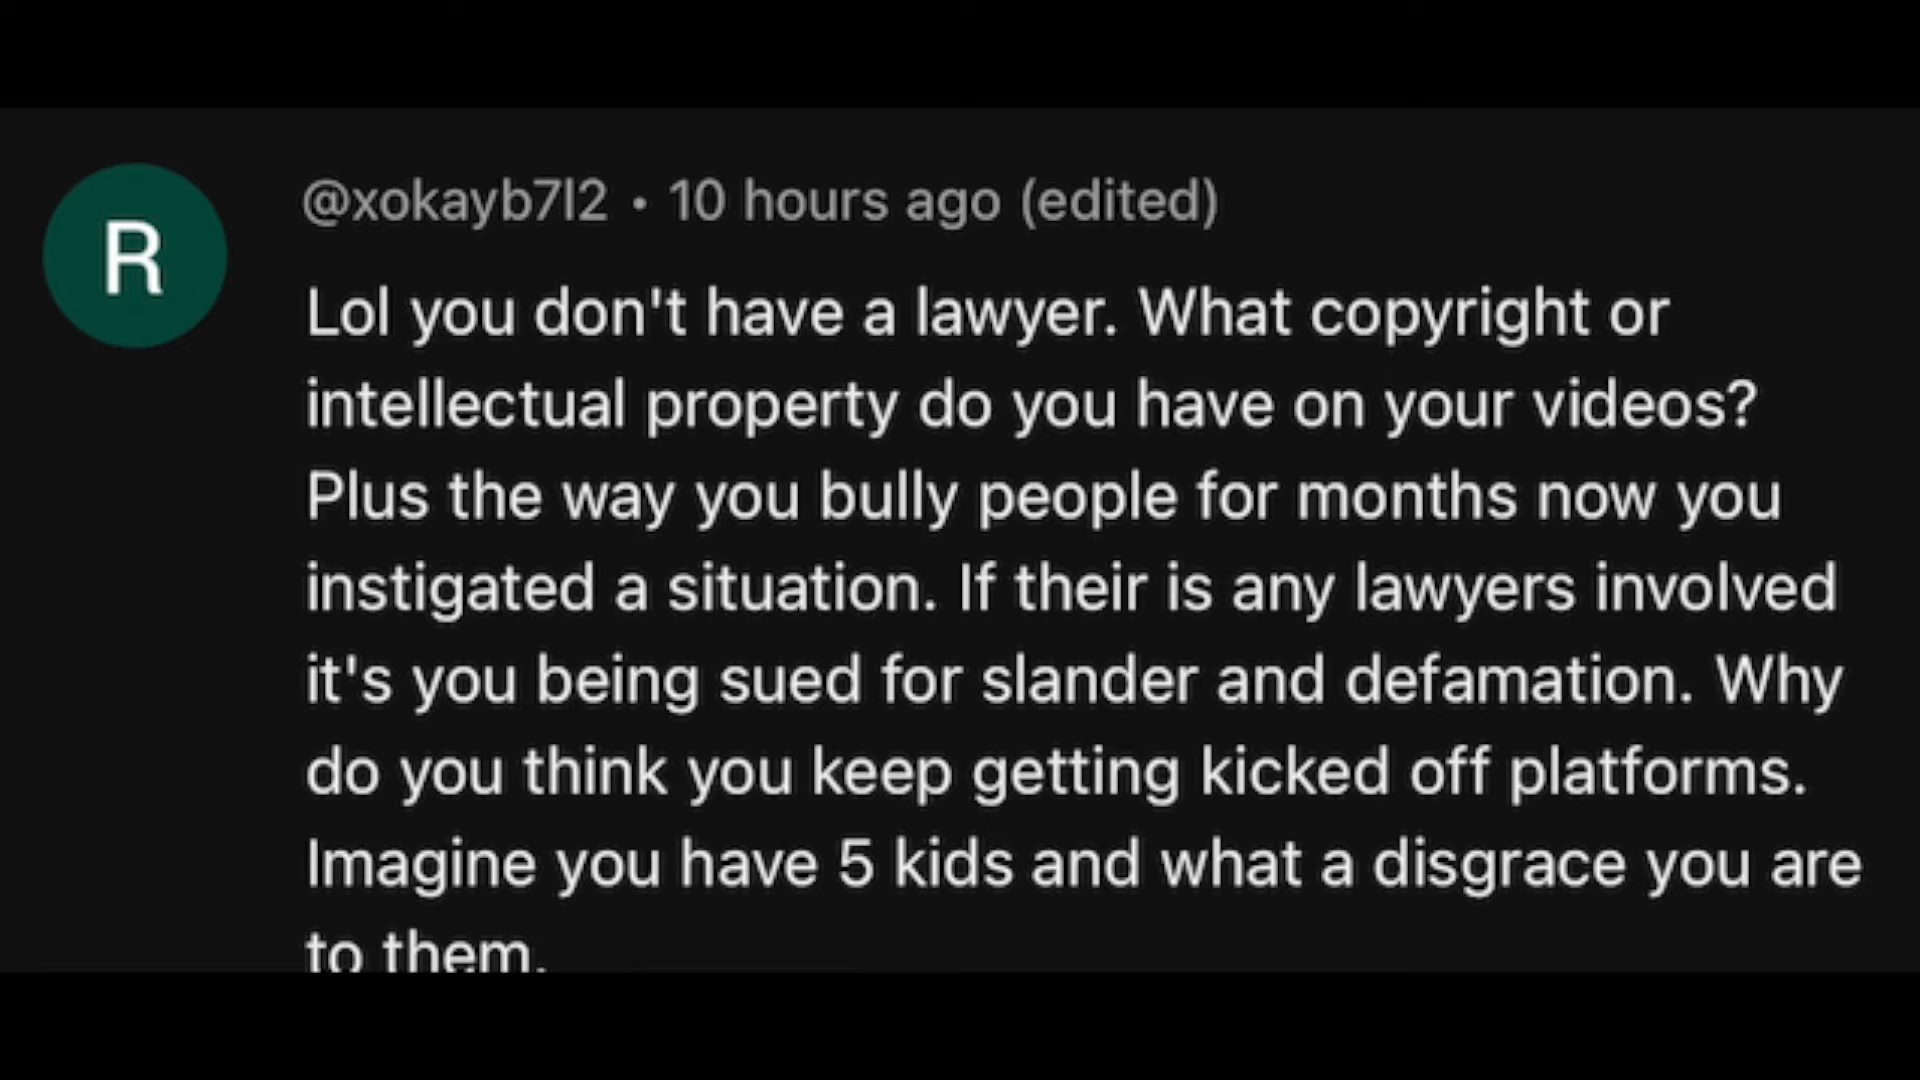 R
@xokayb7l2 • 10 hours ago (edited)
Lol you don't have a lawyer. What copyright or
intellectual property do you have on your videos?
Plus the way you bully people for months now you
instigated a situation. If their is any lawyers involved
it's you being sued for slander and defamation. Why
do you think you keep getting kicked off platforms.
Imagine you have 5 kids and what a disgrace you are
to them.